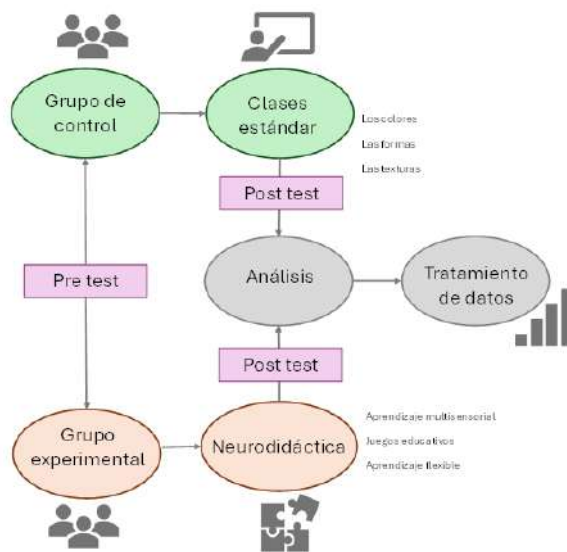 Grupo de
control
Clases
estándar
Los colores
Las formas
Las texturas
Post test
Pre test
Análisis
Tratamiento
de datos
Post test
Grupo
experimental
Neurodidáctica
Aprendizaje multisensorial
Juegos educativos
Aprendizaje flexible